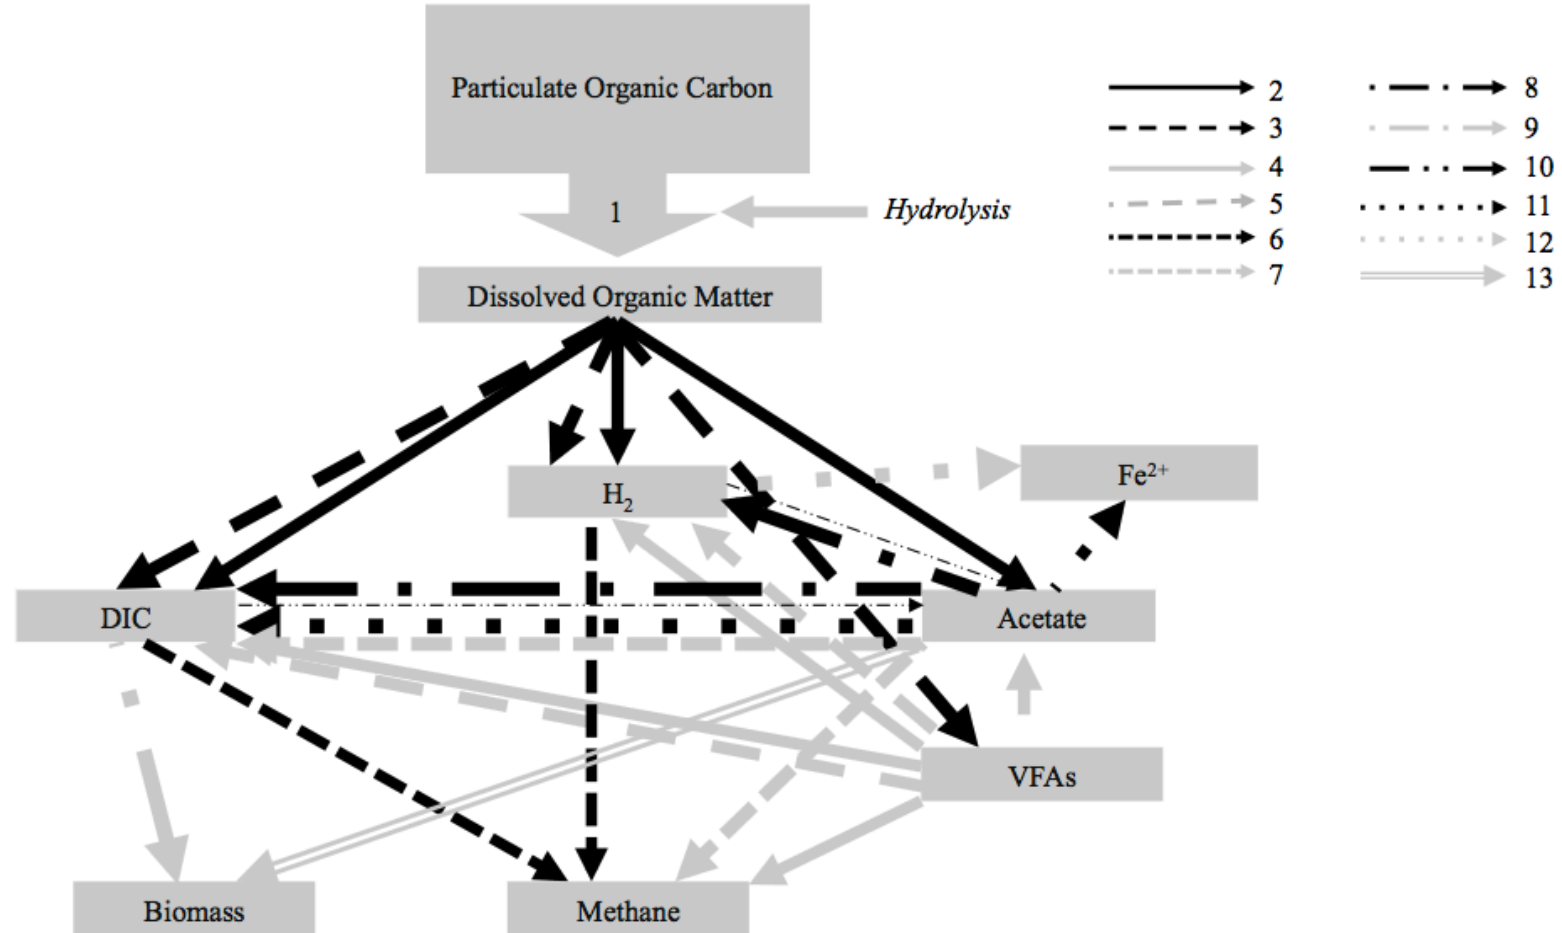 Particulate Organic Carbon
1
Hydrolysis
2
3
4
5
6
7
8
9
10
11
12
13
Dissolved Organic Matter
H₂
Fe²⁺
DIC
Acetate
VFAs
Biomass
Methane